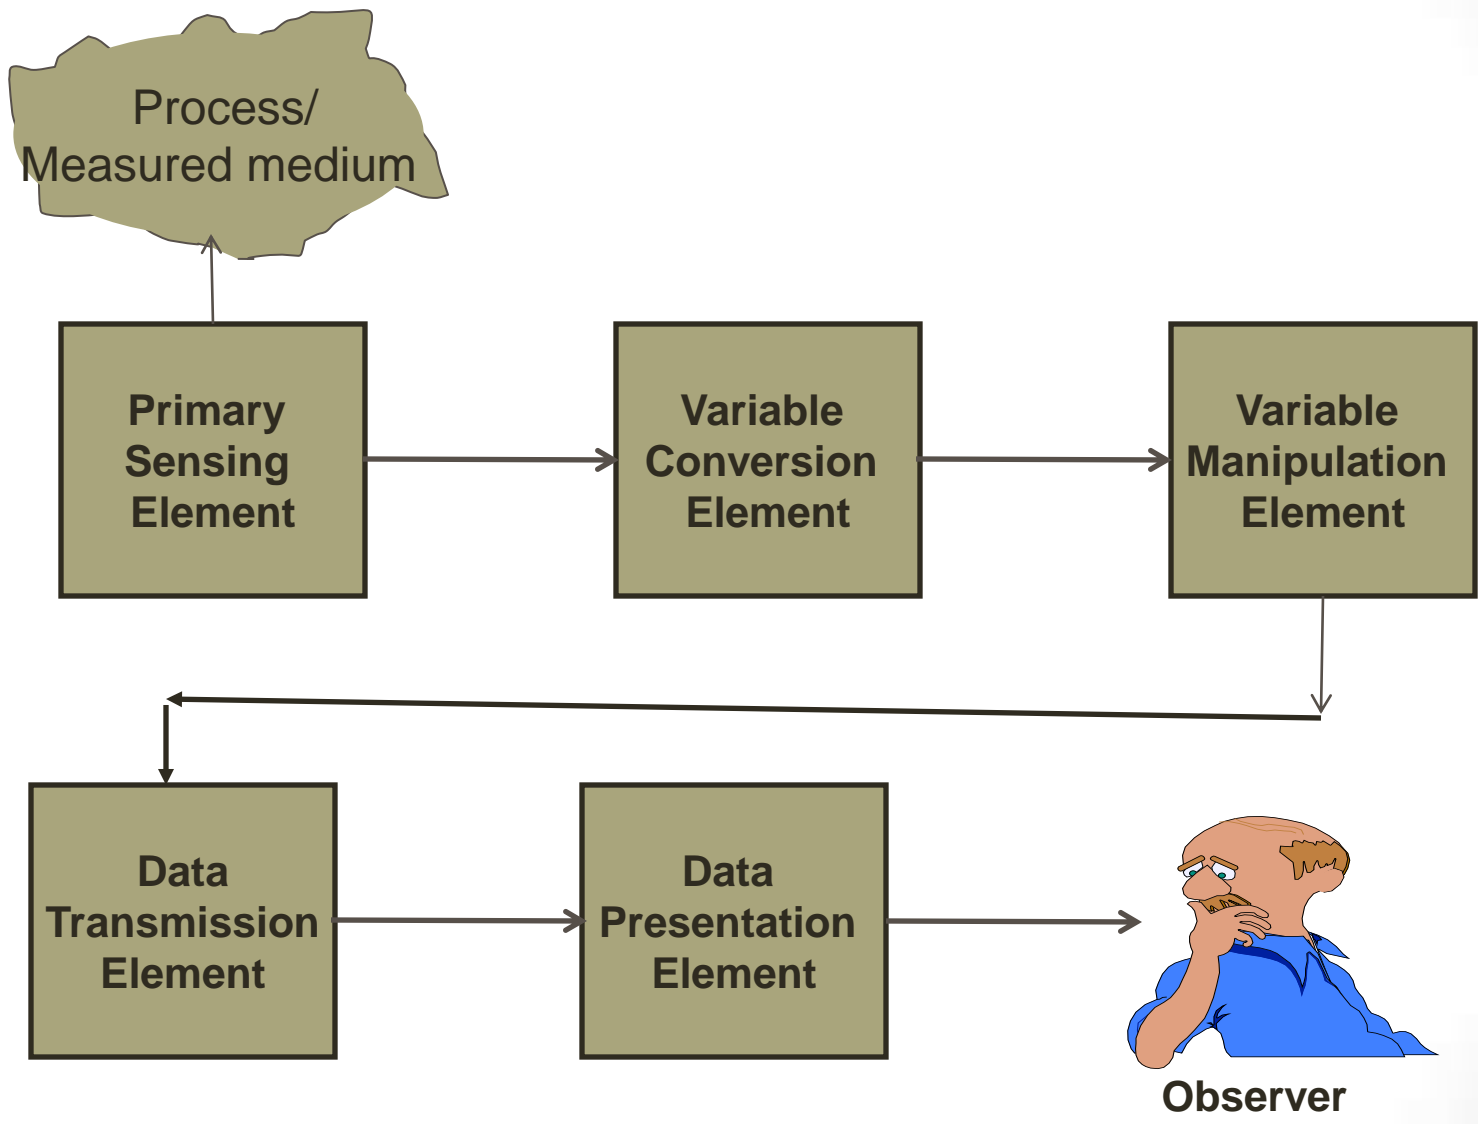 Process/
Measured medium
Primary
Sensing
Element
Variable
Conversion
Element
Variable
Manipulation
Element
Data
Transmission
Element
Data
Presentation
Element
Observer